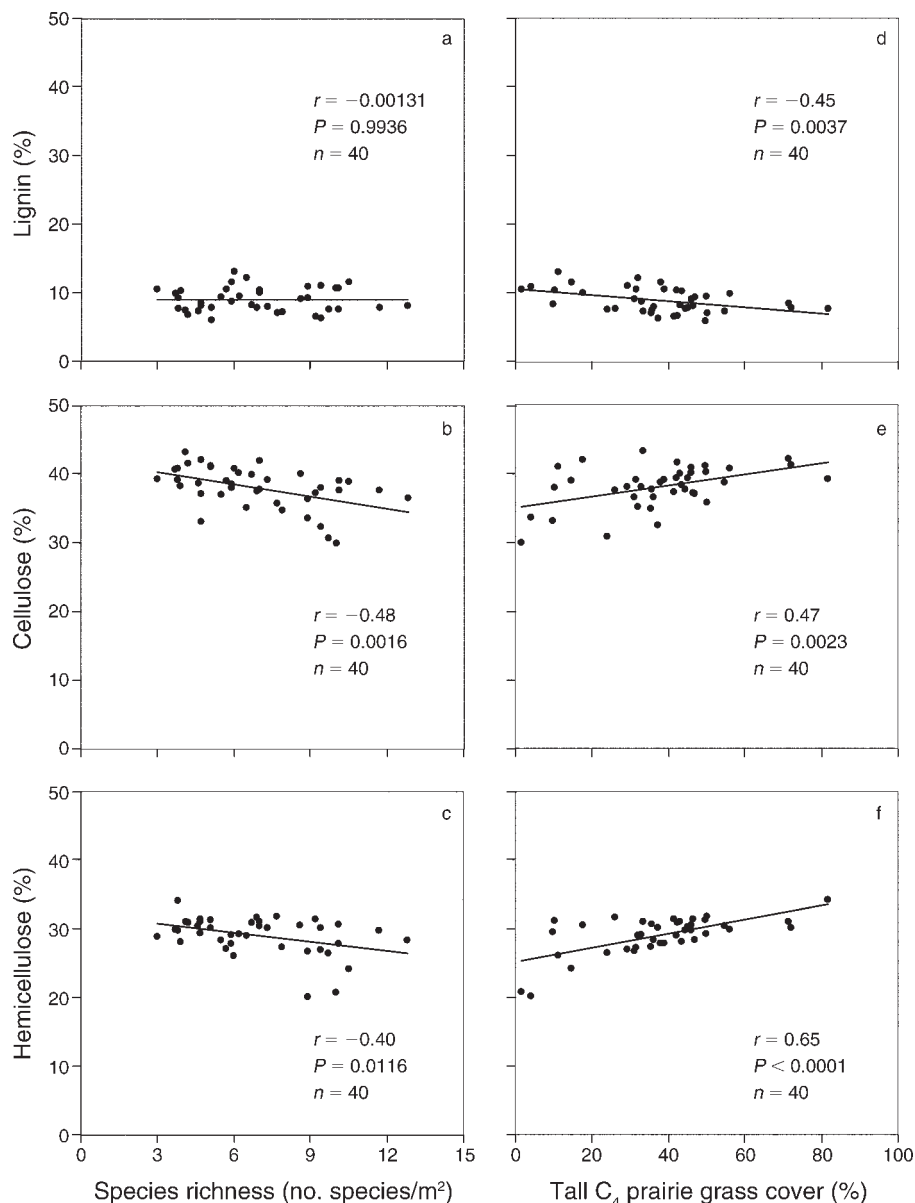 50
40
30
20
10
0
Lignin (%)
a
r = −0.00131
P = 0.9936
n = 40
d
r = −0.45
P = 0.0037
n = 40
50
40
30
20
10
0
Cellulose (%)
b
r = −0.48
P = 0.0016
n = 40
e
r = 0.47
P = 0.0023
n = 40
50
40
30
20
10
0
Hemicellulose (%)
c
r = −0.40
P = 0.0116
n = 40
f
r = 0.65
P < 0.0001
n = 40
0 3 6 9 12 15
0 20 40 60 80 100
Species richness (no. species/m²)
Tall C₄ prairie grass cover (%)